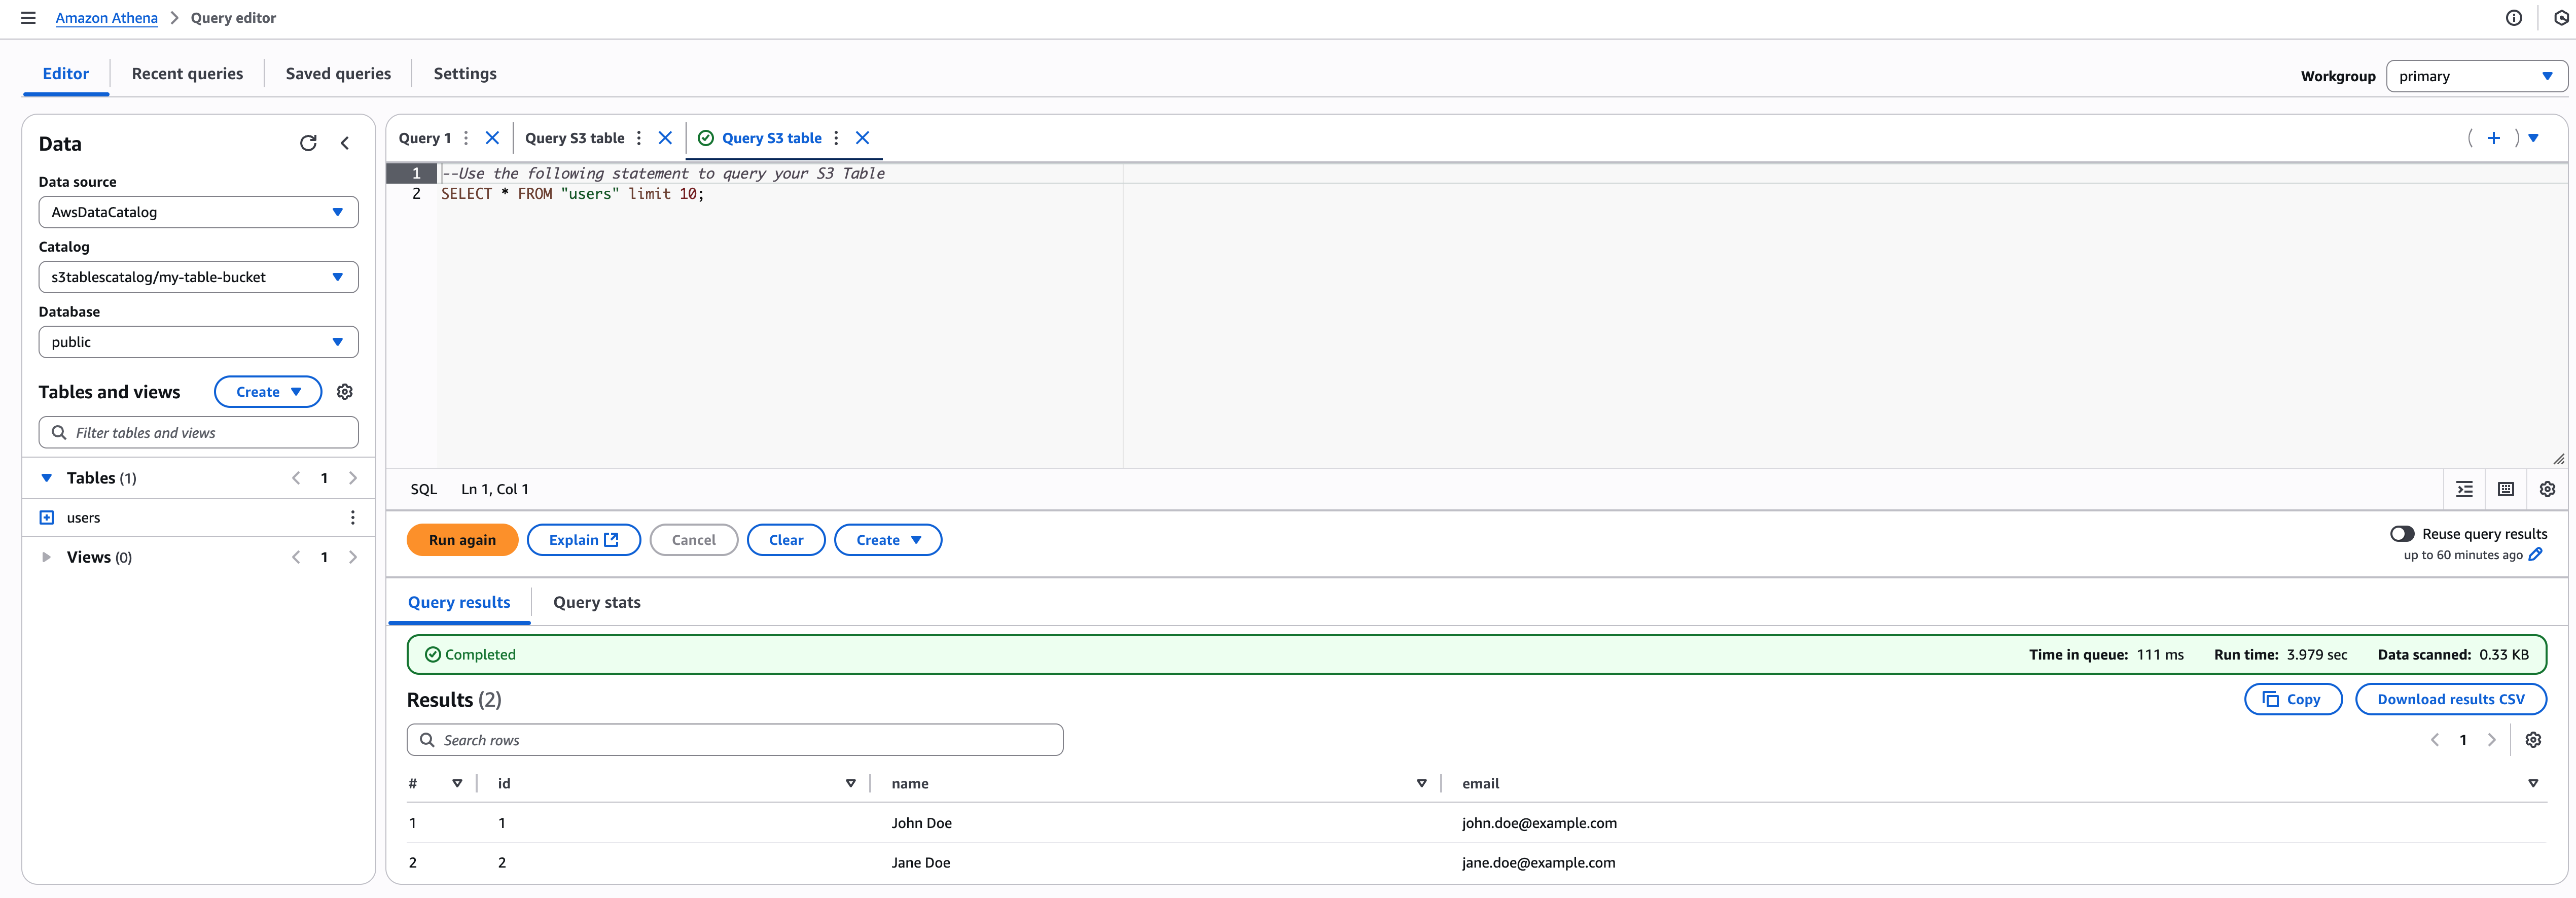 Amazon Athena > Query editor
Editor Recent queries Saved queries Settings
Workgroup primary
Data
Data source
AwsDataCatalog
Catalog
s3tablescatalog/my-table-bucket
Database
public
Tables and views Create
Filter tables and views
Tables (1) < 1 >
users
Views (0) < 1 >
Query 1 Query S3 table Query S3 table
1 --Use the following statement to query your S3 Table
2 SELECT * FROM "users" limit 10;
SQL Ln 1, Col 1
Run again Explain Cancel Clear Create
Reuse query results
up to 60 minutes ago
Query results Query stats
Completed Time in queue: 111 ms Run time: 3.979 sec Data scanned: 0.33 KB
Results (2) Copy Download results CSV
Search rows < 1 >
# id name email
1 1 John Doe john.doe@example.com
2 2 Jane Doe jane.doe@example.com